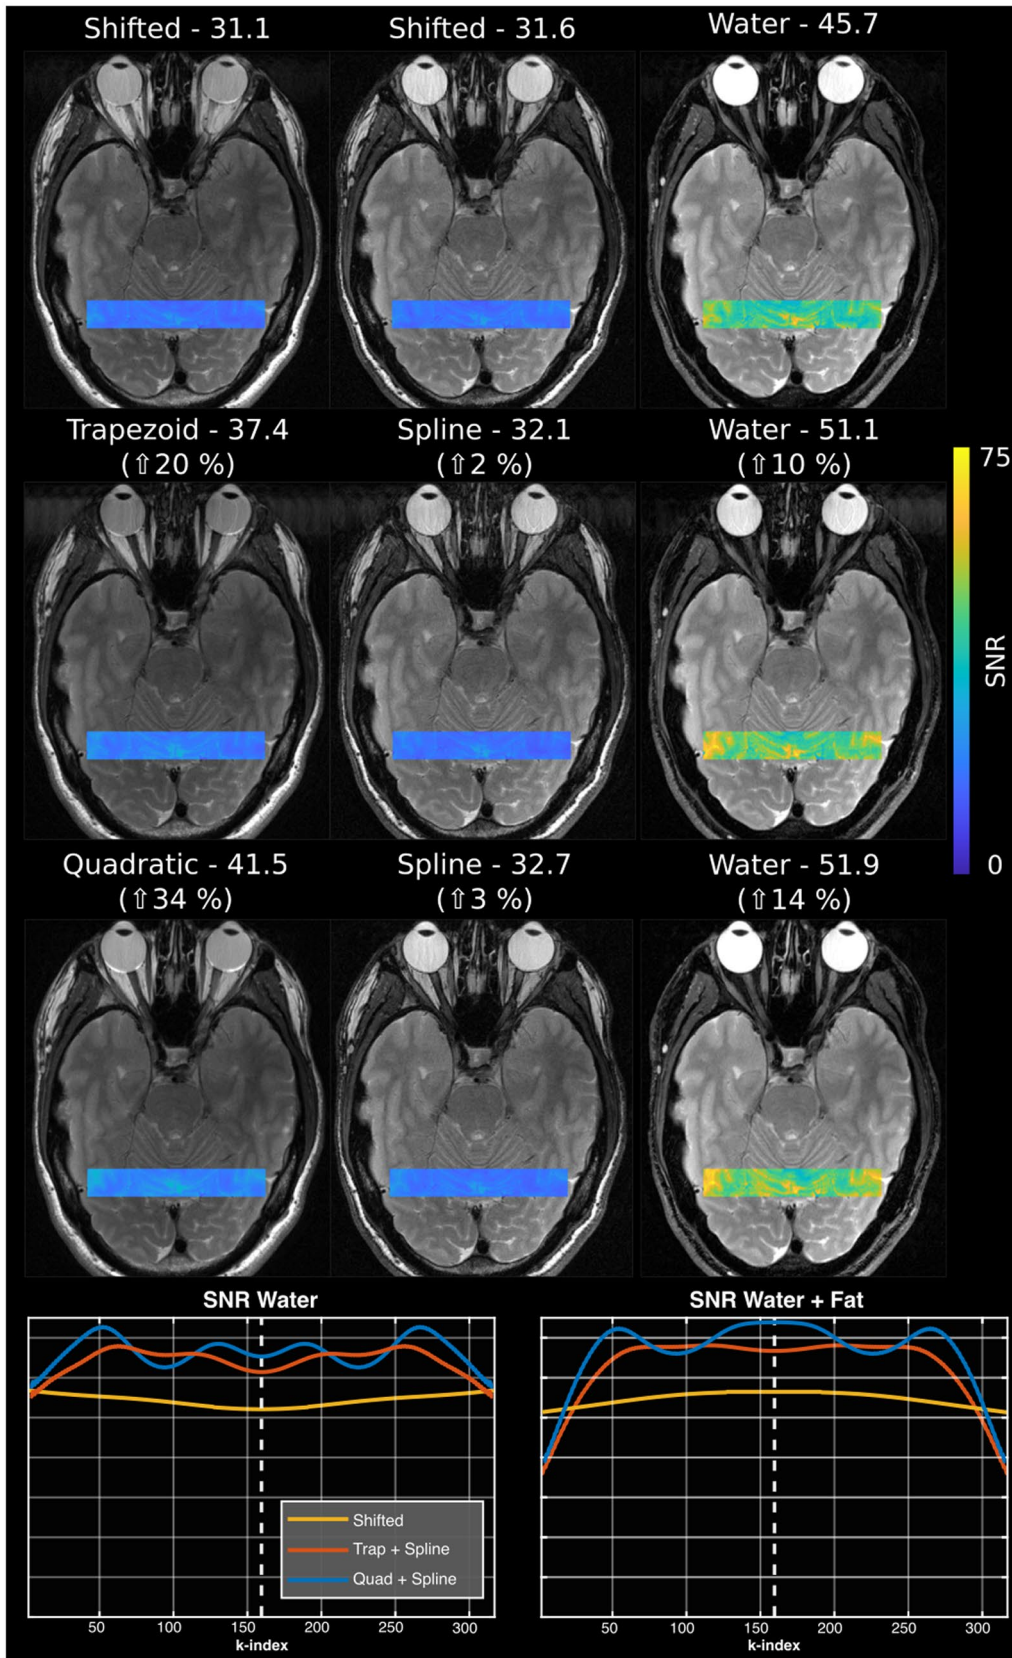 Shifted - 31.1
Shifted - 31.6
Water - 45.7
Trapezoid - 37.4
(⇧20 %)
Spline - 32.1
(⇧2 %)
Water - 51.1
(⇧10 %)
75
SNR
0
Quadratic - 41.5
(⇧34 %)
Spline - 32.7
(⇧3 %)
Water - 51.9
(⇧14 %)
SNR Water
Shifted
Trap + Spline
Quad + Spline
50 100 150 200 250 300
k-index
SNR Water + Fat
50 100 150 200 250 300
k-index